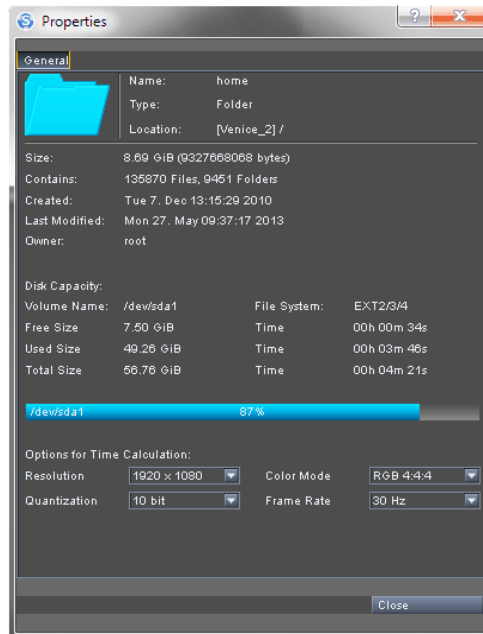 Properties
General
Name: home
Type: Folder
Location: [Venice_2] /
Size: 8.69 GiB (9327668068 bytes)
Contains: 135870 Files, 9451 Folders
Created: Tue 7. Dec 13:15:29 2010
Last Modified: Mon 27. May 09:37:17 2013
Owner: root
Disk Capacity:
Volume Name: /dev/sda1 File System: EXT2/3/4
Free Size 7.50 GiB Time 00h 00m 34s
Used Size 49.26 GiB Time 00h 03m 46s
Total Size 56.76 GiB Time 00h 04m 21s
/dev/sda1 87%
Options for Time Calculation:
Resolution 1920 x 1080 Color Mode RGB 4:4:4
Quantization 10 bit Frame Rate 30 Hz
Close